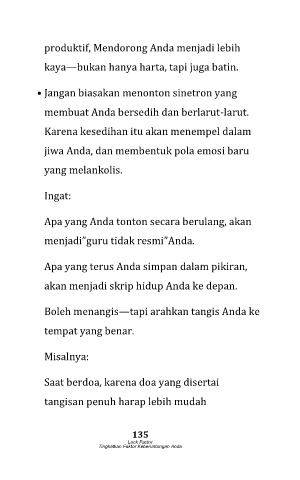 produktif, Mendorong Anda menjadi lebih
kaya—bukan hanya harta, tapi juga batin.
• Jangan biasakan menonton sinetron yang
membuat Anda bersedih dan berlarut-larut.
Karena kesedihan itu akan menempel dalam
jiwa Anda, dan membentuk pola emosi baru
yang melankolis.
Ingat:
Apa yang Anda tonton secara berulang, akan
menjadi"guru tidak resmi"Anda.
Apa yang terus Anda simpan dalam pikiran,
akan menjadi skrip hidup Anda ke depan.
Boleh menangis—tapi arahkan tangis Anda ke
tempat yang benar.
Misalnya:
Saat berdoa, karena doa yang disertai
tangisan penuh harap lebih mudah
135
Luck Factor
Tingkatkan Faktor Keberuntungan Anda